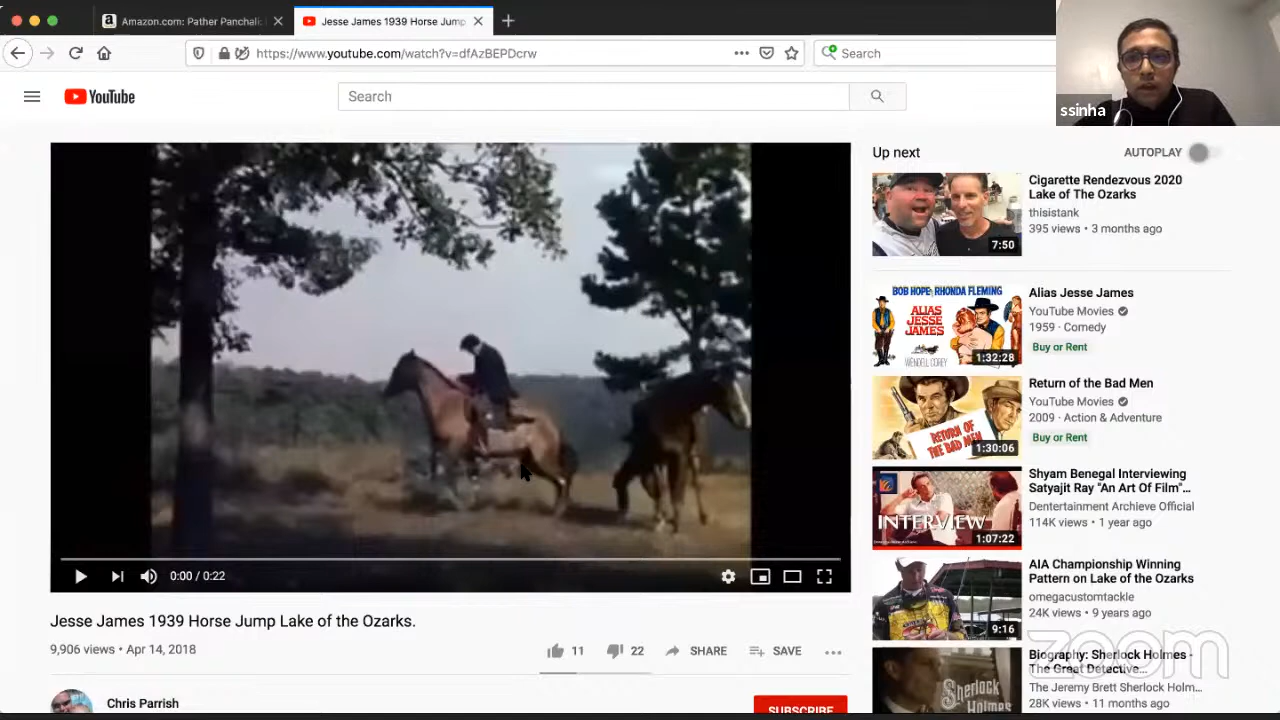 Amazon.com: Pather Panchali
Jesse James 1939 Horse Jump
https://www.youtube.com/watch?v=dfAzBEPDcrw
Search
ssinha
YouTube
Search
Up next
AUTOPLAY
Cigarette Rendezvous 2020
Lake of The Ozarks
thisistank
395 views • 3 months ago
7:50
BOB HOPE RHONDA FLEMING
ALIAS
JESSE
JAMES
WENDELL COREY
1:32:28
Alias Jesse James
YouTube Movies
1959 · Comedy
Buy or Rent
RETURN OF
THE BAD MEN
1:30:06
Return of the Bad Men
YouTube Movies
2009 · Action & Adventure
Buy or Rent
INTERVIEW
1:07:22
Shyam Benegal Interviewing
Satyajit Ray "An Art Of Film"...
Dentertainment Archieve Official
114K views • 1 year ago
9:16
AIA Championship Winning
Pattern on Lake of the Ozarks
omegacustomtackle
24K views • 9 years ago
Sherlock
Holmes
Biography: Sherlock Holmes -
The Great Detective...
The Jeremy Brett Sherlock Holm...
28K views • 11 months ago
zoom
0:00 / 0:22
Jesse James 1939 Horse Jump Lake of the Ozarks.
9,906 views • Apr 14, 2018
11
22
SHARE
SAVE
Chris Parrish
SUBSCRIBE